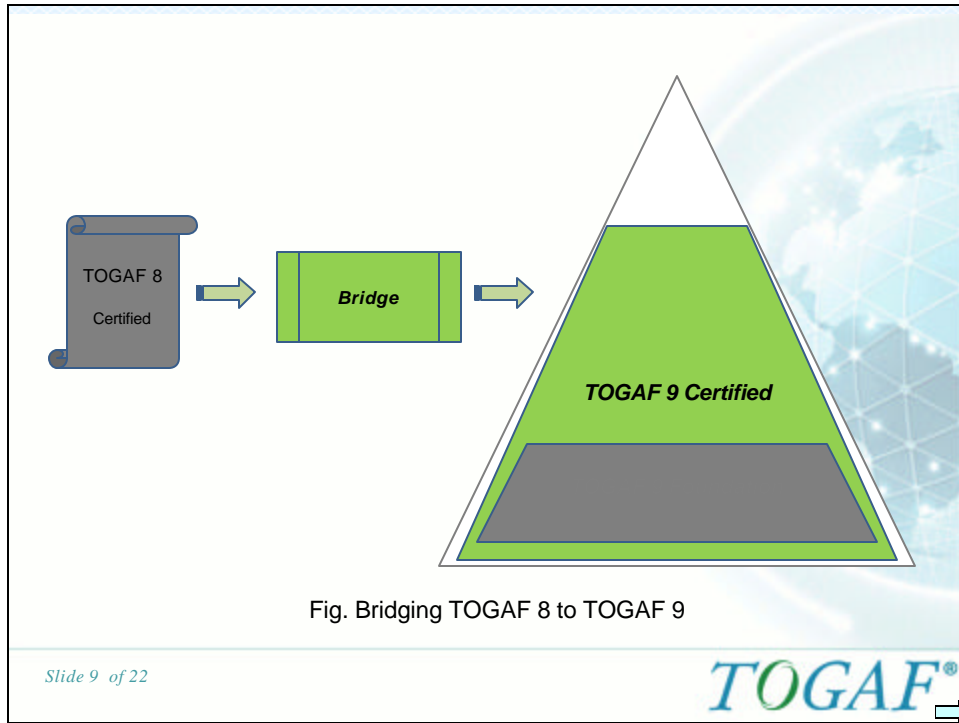 TOGAF 8
Certified
Bridge
TOGAF 9 Certified
Fig. Bridging TOGAF 8 to TOGAF 9
Slide 9 of 22
TOGAF®